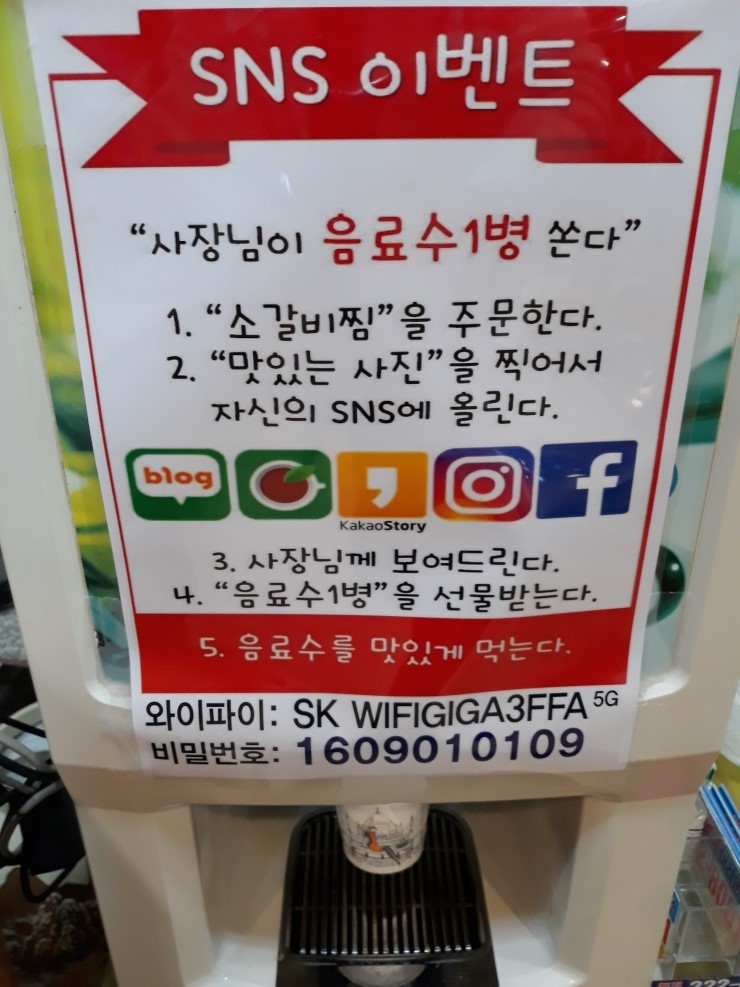 SNS 이벤트
“사장님이 음료수1병 쏜다”
1. “소갈비찜”을 주문한다.
2. “맛있는 사진”을 찍어서
자신의 SNS에 올린다.
blog
KakaoStory
f
3. 사장님께 보여드린다.
4. “음료수1병”을 선물받는다.
5. 음료수를 맛있게 먹는다.
와이파이: SK WIFIGIGA3FFA 5G
비밀번호: 1609010109